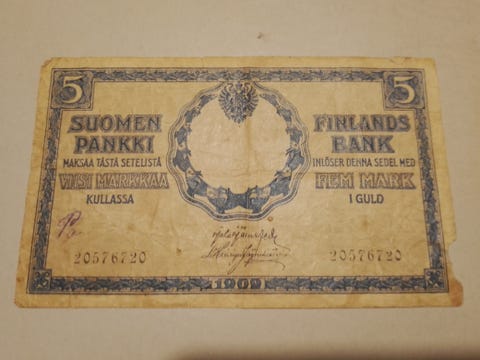 5
5
SUOMEN
PANKKI
MAKSAA TÄSTÄ SETELISTÄ
VIISI MARKKAA
KULLASSA
FINLANDS
BANK
INLÖSER DENNA SEDEL MED
FEM MARK
I GULD
20576720
20576720
1909